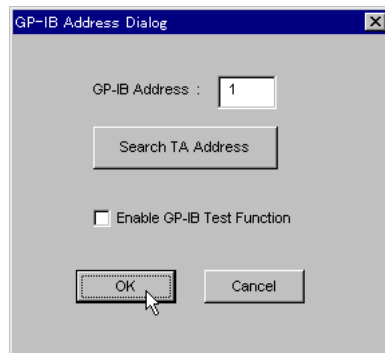 GP-IB Address Dialog
GP-IB Address : 1
Search TA Address
Enable GP-IB Test Function
OK Cancel